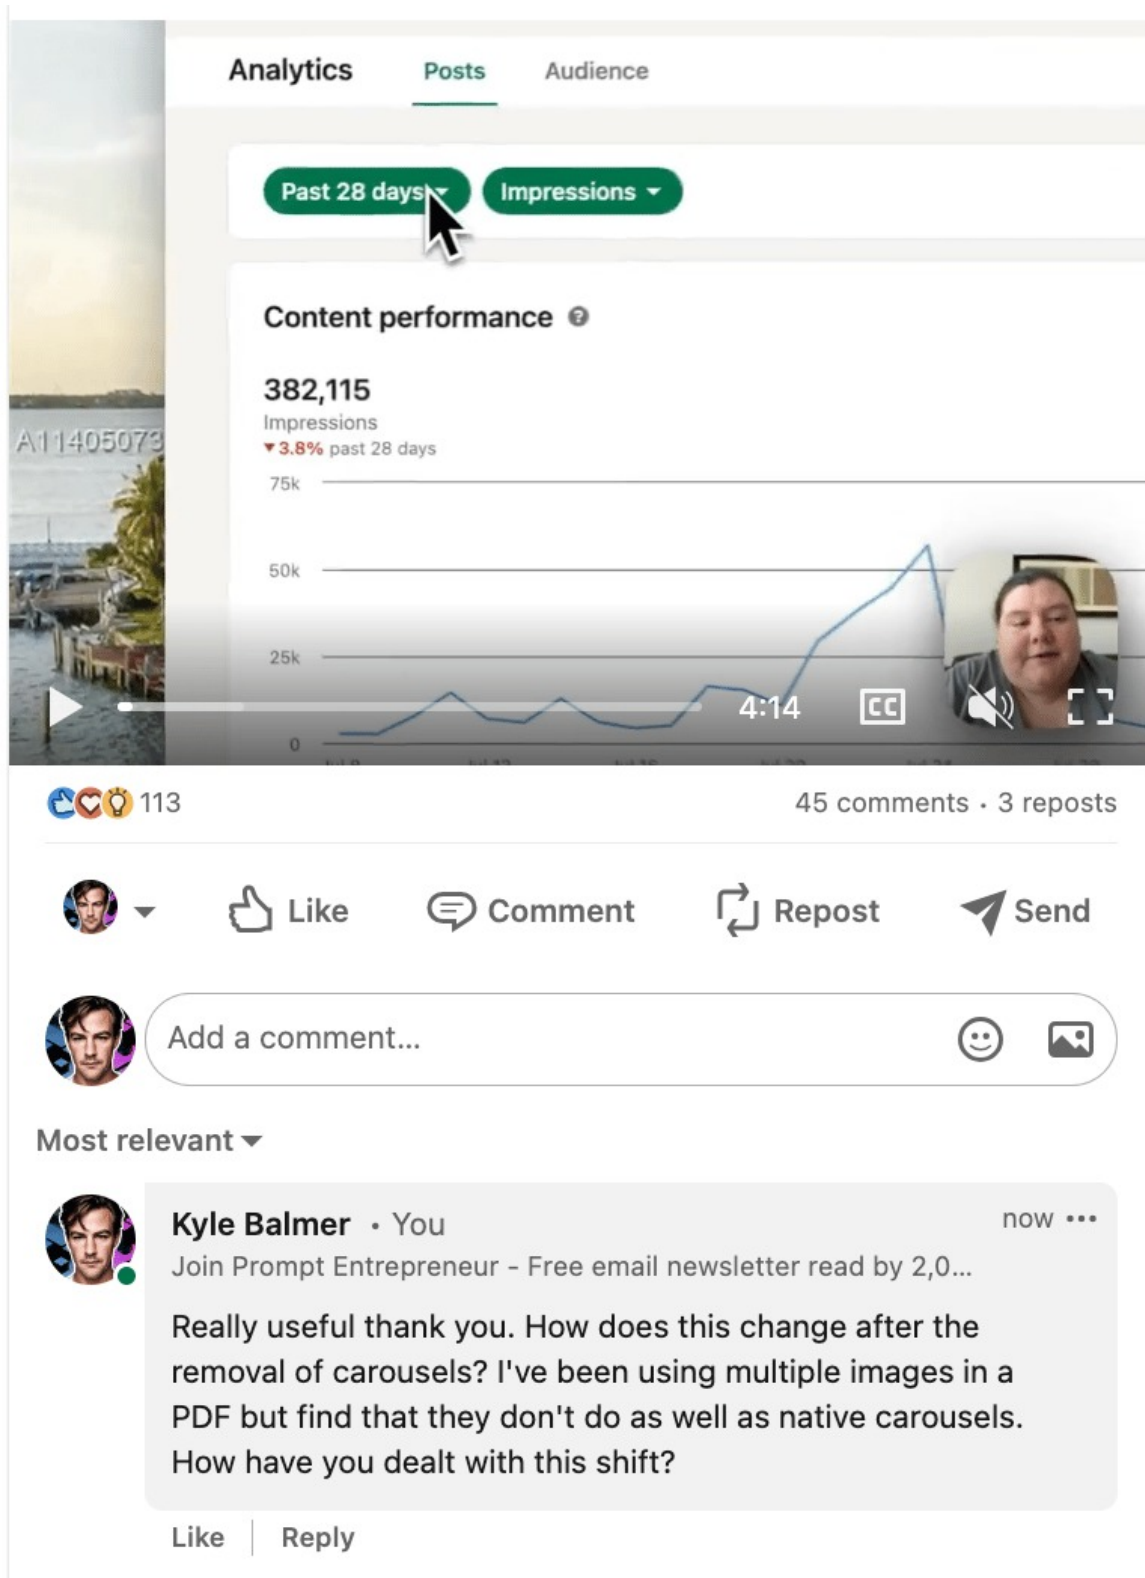 Analytics Posts Audience
Past 28 days Impressions
Content performance
382,115
Impressions
▼3.8% past 28 days
75k
A11405073
50k
25k
4:14 CC
0
113 45 comments · 3 reposts
Like Comment Repost Send
Add a comment...
Most relevant
Kyle Balmer · You now
Join Prompt Entrepreneur - Free email newsletter read by 2,0...
Really useful thank you. How does this change after the
removal of carousels? I've been using multiple images in a
PDF but find that they don't do as well as native carousels.
How have you dealt with this shift?
Like Reply